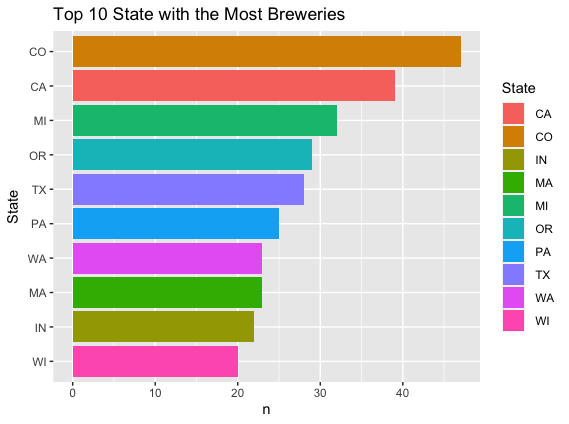 Top 10 State with the Most Breweries
State
CO
CA
MI
OR
TX
PA
WA
MA
IN
WI
0 10 20 30 40
n
State
CA
CO
IN
MA
MI
OR
PA
TX
WA
WI